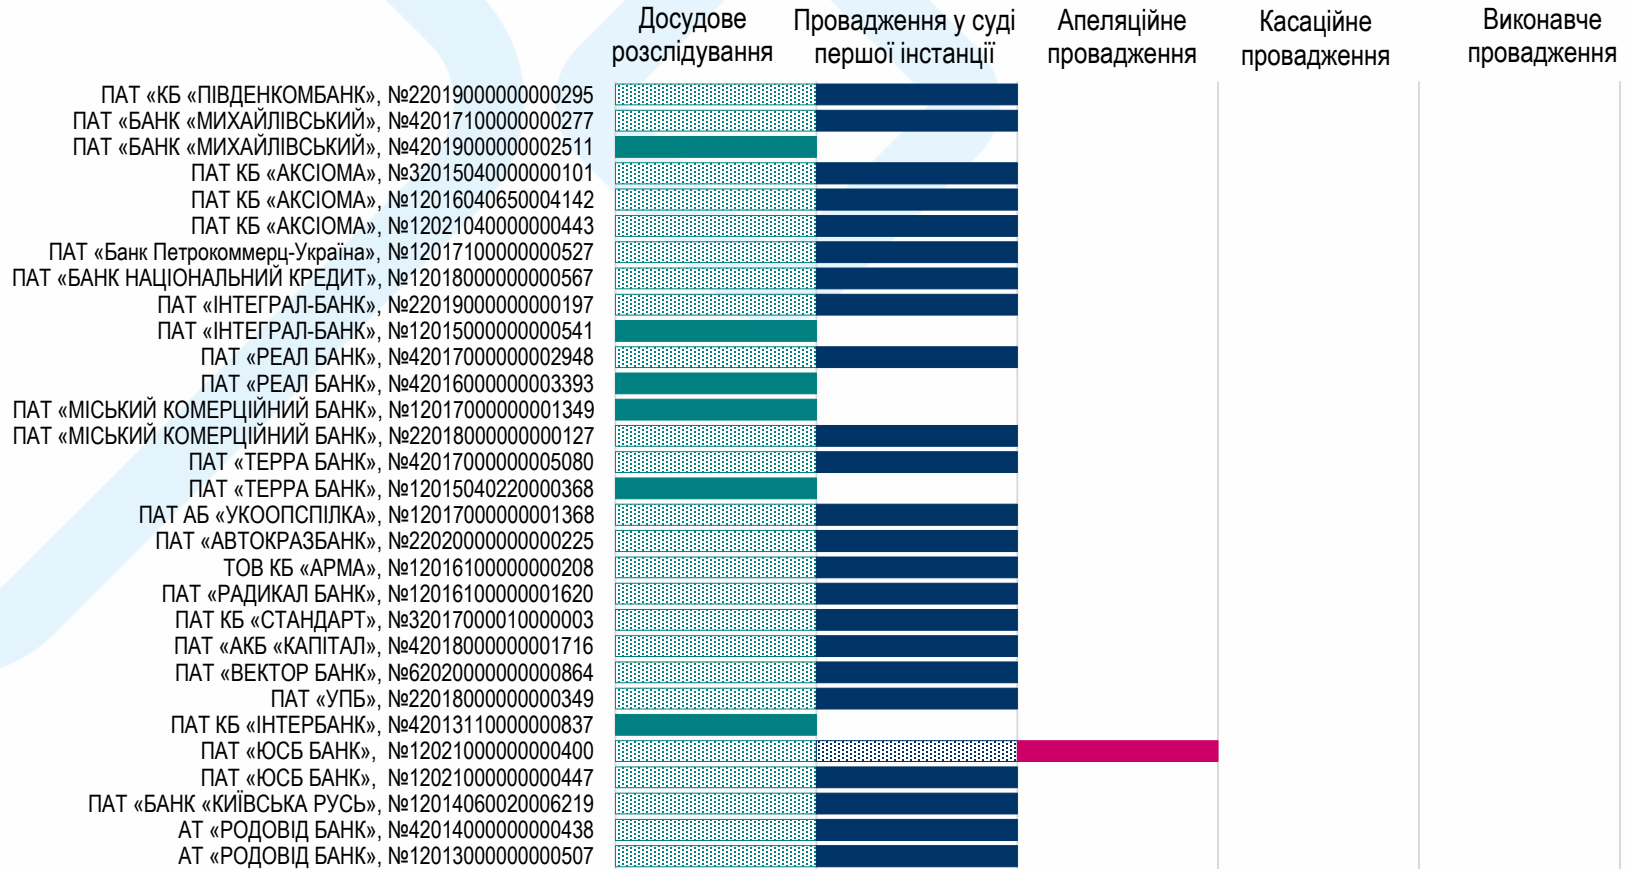 Досудове
розслідування
Провадження у суді
першої інстанції
Апеляційне
провадження
Касаційне
провадження
Виконавче
провадження
ПАТ «КБ «ПІВДЕНКОМБАНК», №22019000000000295
ПАТ «БАНК «МИХАЙЛІВСЬКИЙ», №42017100000000277
ПАТ «БАНК «МИХАЙЛІВСЬКИЙ», №42019000000002511
ПАТ КБ «АКСІОМА», №32015040000000101
ПАТ КБ «АКСІОМА», №12016040650004142
ПАТ КБ «АКСІОМА», №12021040000000443
ПАТ «Банк Петрокоммерц-Україна», №12017100000000527
ПАТ «БАНК НАЦІОНАЛЬНИЙ КРЕДИТ», №12018000000000567
ПАТ «ІНТЕГРАЛ-БАНК», №22019000000000197
ПАТ «ІНТЕГРАЛ-БАНК», №12015000000000541
ПАТ «РЕАЛ БАНК», №42017000000002948
ПАТ «РЕАЛ БАНК», №42016000000003393
ПАТ «МІСЬКИЙ КОМЕРЦІЙНИЙ БАНК», №12017000000001349
ПАТ «МІСЬКИЙ КОМЕРЦІЙНИЙ БАНК», №22018000000000127
ПАТ «ТЕРРА БАНК», №42017000000005080
ПАТ «ТЕРРА БАНК», №12015040220000368
ПАТ АБ «УКООПСПІЛКА», №12017000000001368
ПАТ «АВТОКРАЗБАНК», №22020000000000225
ТОВ КБ «АРМА», №12016100000000208
ПАТ «РАДИКАЛ БАНК», №12016100000001620
ПАТ КБ «СТАНДАРТ», №32017000010000003
ПАТ «АКБ «КАПІТАЛ», №42018000000001716
ПАТ «ВЕКТОР БАНК», №62020000000000864
ПАТ «УПБ», №22018000000000349
ПАТ КБ «ІНТЕРБАНК», №42013110000000837
ПАТ «ЮСБ БАНК», №12021000000000400
ПАТ «ЮСБ БАНК», №12021000000000447
ПАТ «БАНК «КИЇВСЬКА РУСЬ», №12014060020006219
АТ «РОДОВІД БАНК», №42014000000000438
АТ «РОДОВІД БАНК», №12013000000000507